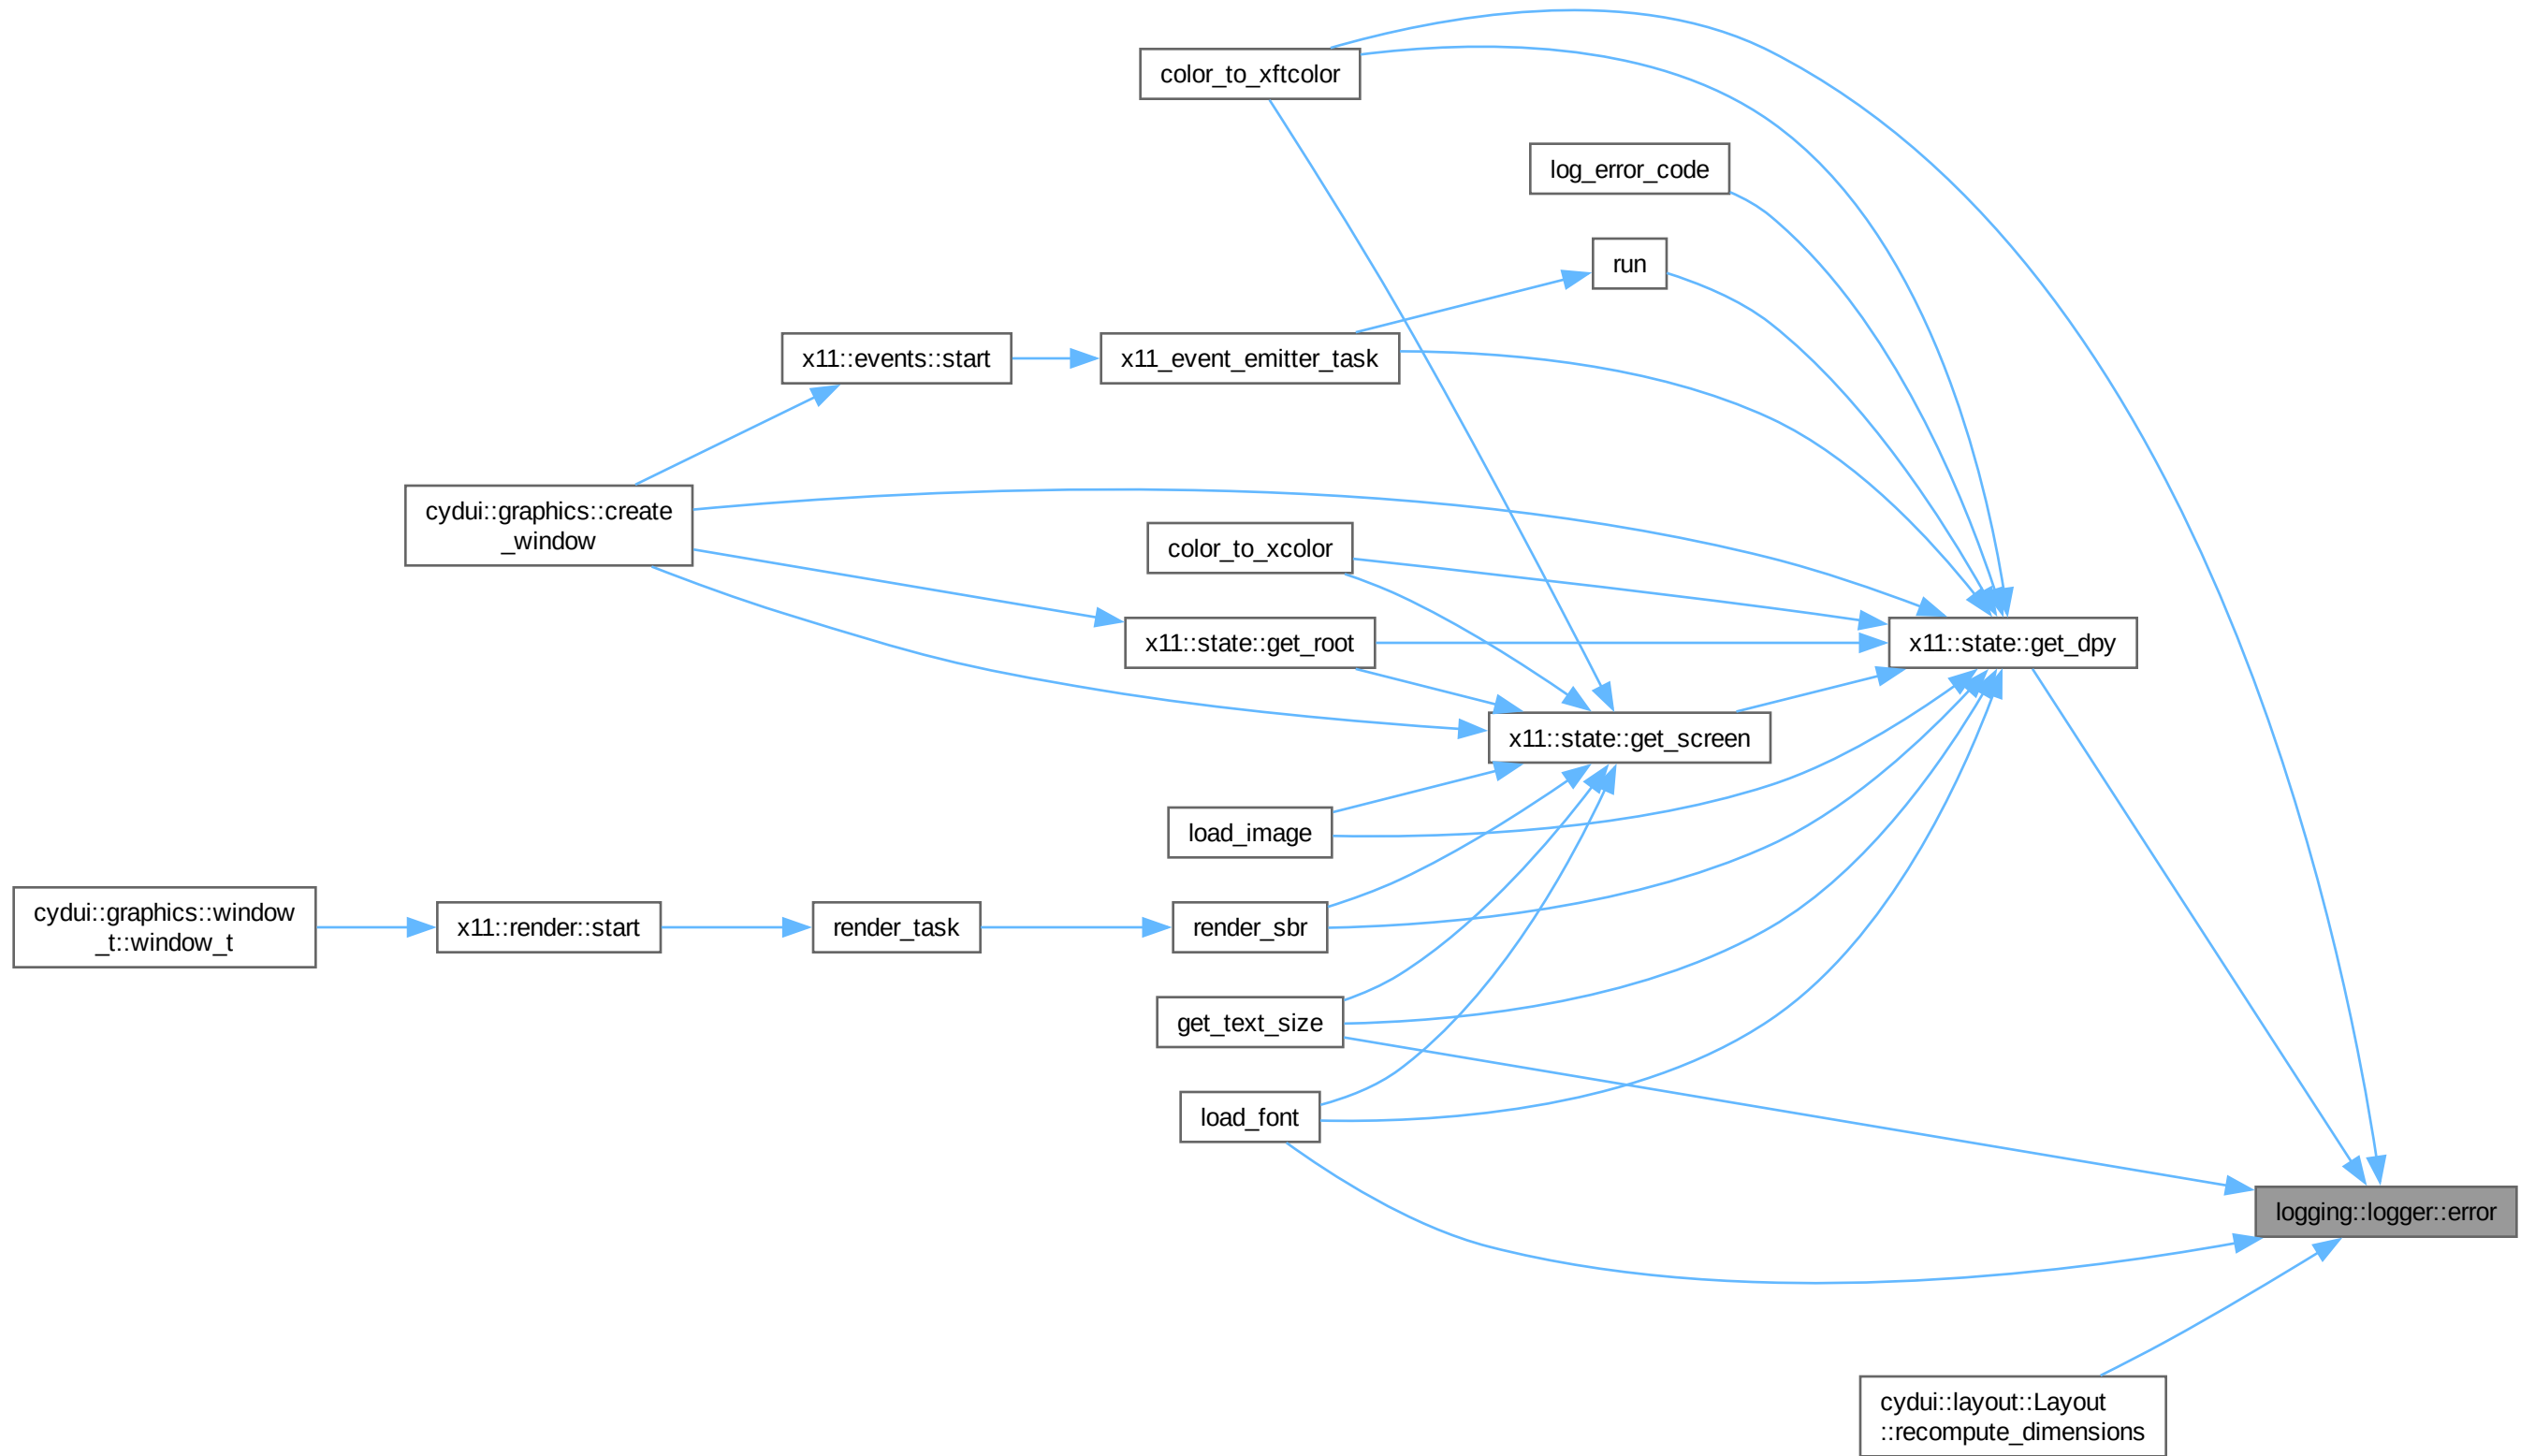 color_to_xftcolor
log_error_code
run
x11::events::start
x11_event_emitter_task
cydui::graphics::create
_window
color_to_xcolor
x11::state::get_root
x11::state::get_dpy
x11::state::get_screen
load_image
cydui::graphics::window
_t::window_t
x11::render::start
render_task
render_sbr
get_text_size
load_font
logging::logger::error
cydui::layout::Layout
::recompute_dimensions